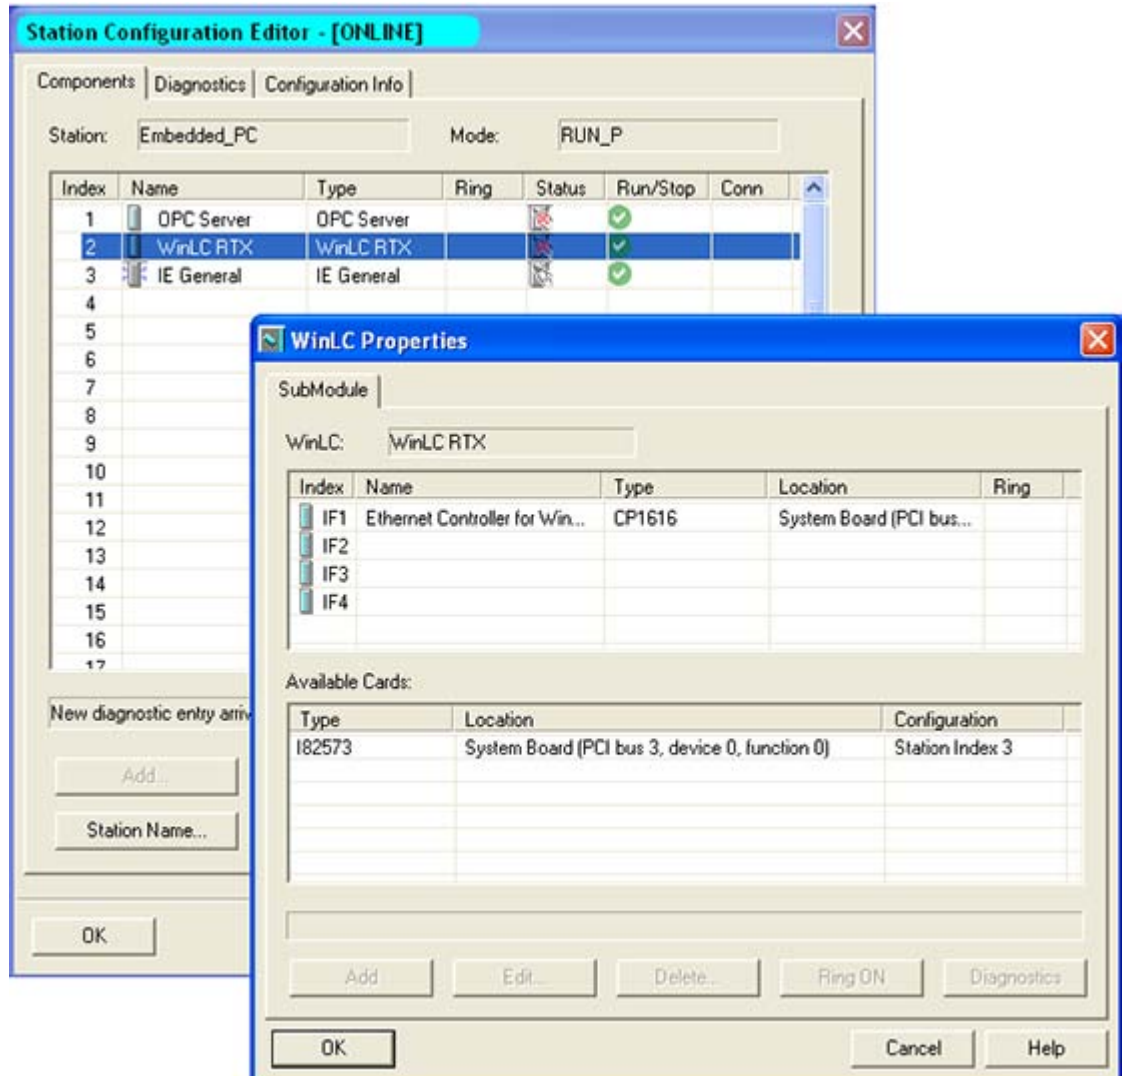 Station Configuration Editor - [ONLINE]
Components Diagnostics Configuration Info
Station: Embedded_PC Mode: RUN_P
Index Name Type Ring Status Run/Stop Conn
1 OPC Server OPC Server
2 WinLC RTX WinLC RTX
3 IE General IE General
4
5
6
7
8
9
10
11
12
13
14
15
16
17
New diagnostic entry arriv
Add...
Station Name...
OK
WinLC Properties
SubModule
WinLC: WinLC RTX
Index Name Type Location Ring
IF1 Ethernet Controller for Win... CP1616 System Board (PCI bus...
IF2
IF3
IF4
Available Cards:
Type Location Configuration
I82573 System Board (PCI bus 3, device 0, function 0) Station Index 3
Add Edit... Delete... Ring ON Diagnostics
OK Cancel Help